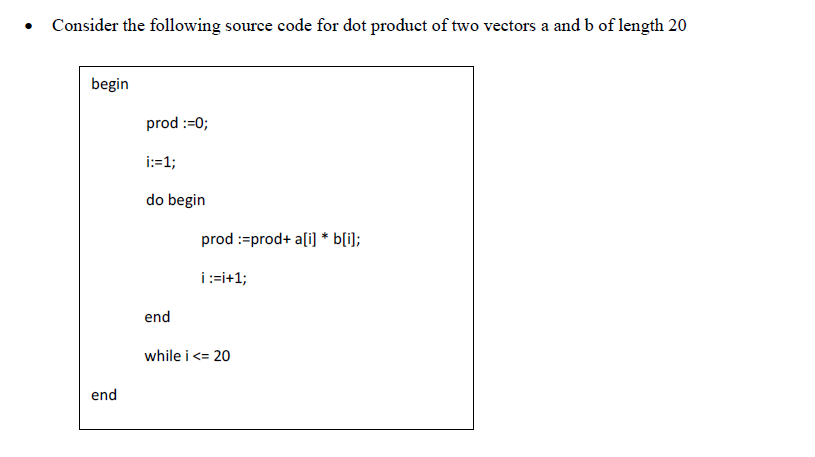 • Consider the following source code for dot product of two vectors a and b of length 20
begin
prod :=0;
i:=1;
do begin
prod :=prod+ a[i] * b[i];
i :=i+1;
end
while i <= 20
end